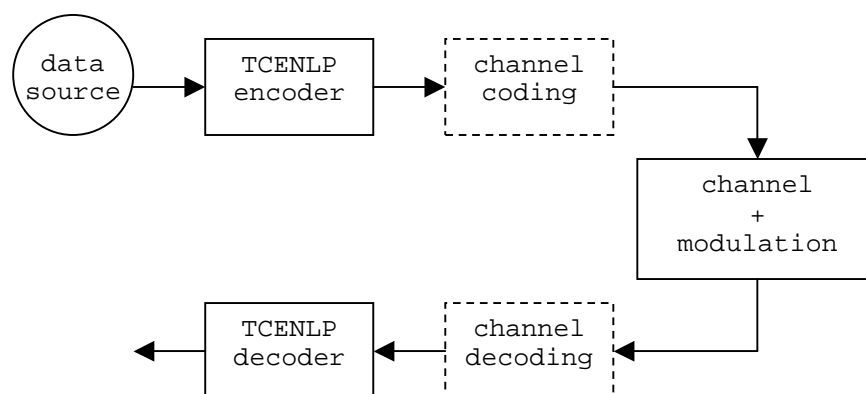 data
source
TCENLP
encoder
channel
coding
channel
+
modulation
TCENLP
decoder
channel
decoding